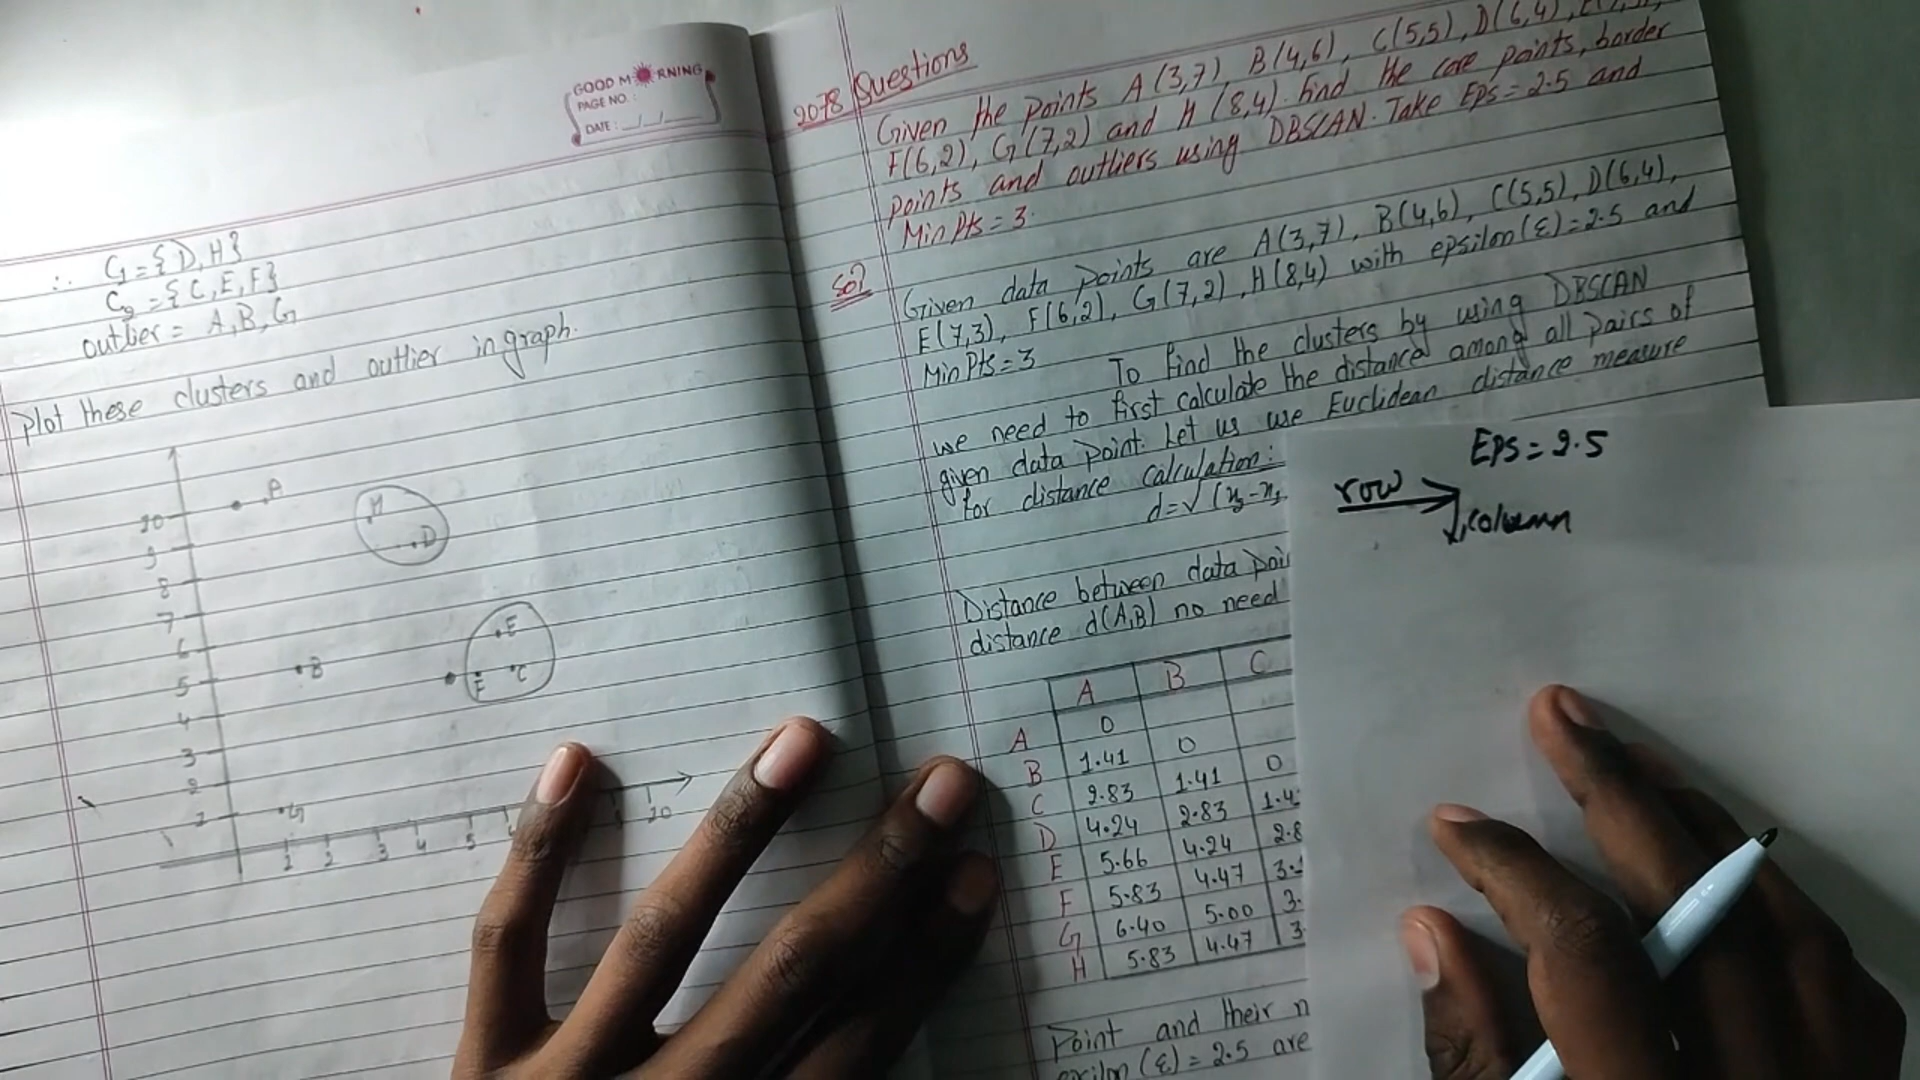 GOOD MORNING
PAGE NO. :
DATE :
∴ C₁ = {D, H}
C₂ = {C, E, F}
outlier = A, B, G
Plot these clusters and outlier in graph.
A
H
D
E
B
F
C
G
10
9
8
7
6
5
4
3
2
1
1 2 3 4 5 10
2078 Questions
Given the points A (3,7), B(4,6), C(5,5), D(6,4),
F(6,2), G(7,2) and H (8,4). find the core points, border
points and outliers using DBSCAN. Take Eps = 2.5 and
Min Pts = 3.
Given data points are A(3,7), B(4,6), C(5,5), D(6,4),
E(7,3), F(6,2), G(7,2), H(8,4) with epsilon(ε) = 2.5 and
Min Pts = 3
To find the clusters by using DBSCAN
we need to first calculate the distance among all pairs of
given data point. Let us use Euclidean distance measure
for distance calculation:
d = √
Distance between data
distance d(A,B) no need
A B C
A 0
B 1.41 0
C 2.83 1.41 0
D 4.24 2.83
E 5.66 4.24
F 5.83 4.47
G 6.40 5.00
H 5.83 4.47
Point and their
epsilon (ε) = 2.5 are
Eps = 2.5
row
column